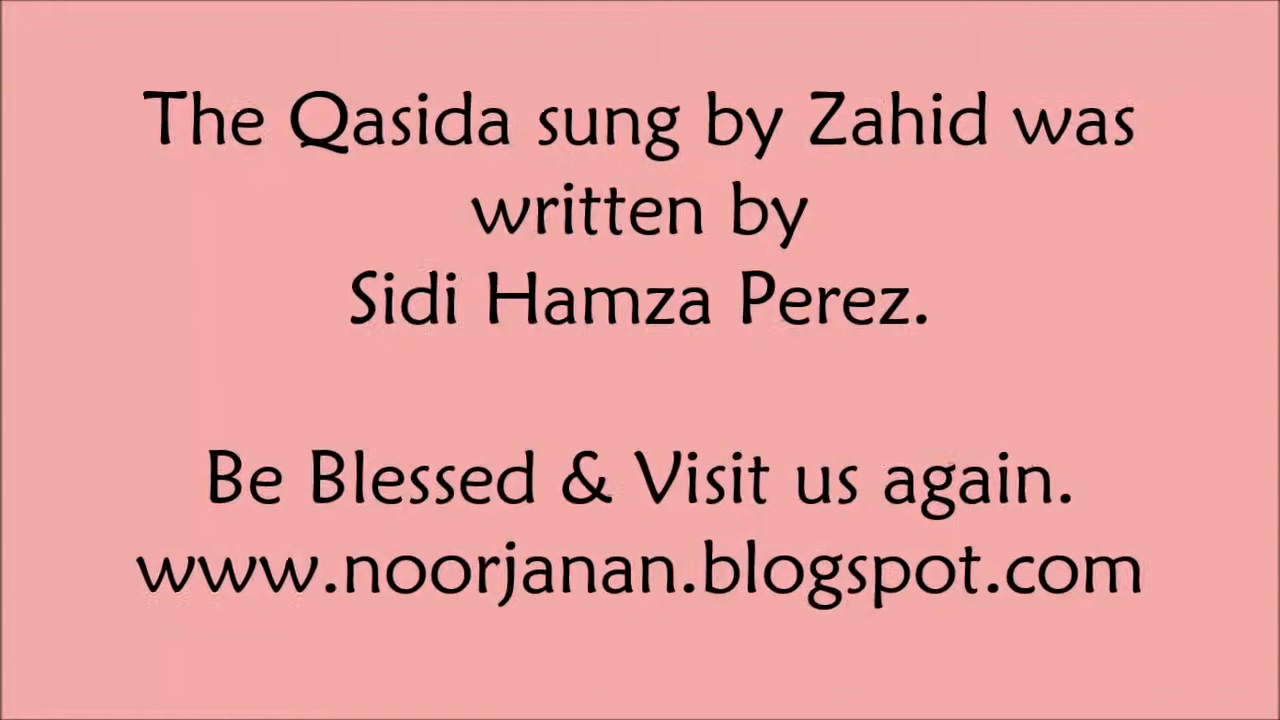 The Qasida sung by Zahid was
written by
Sidi Hamza Perez.
Be Blessed & Visit us again.
www.noorjanan.blogspot.com